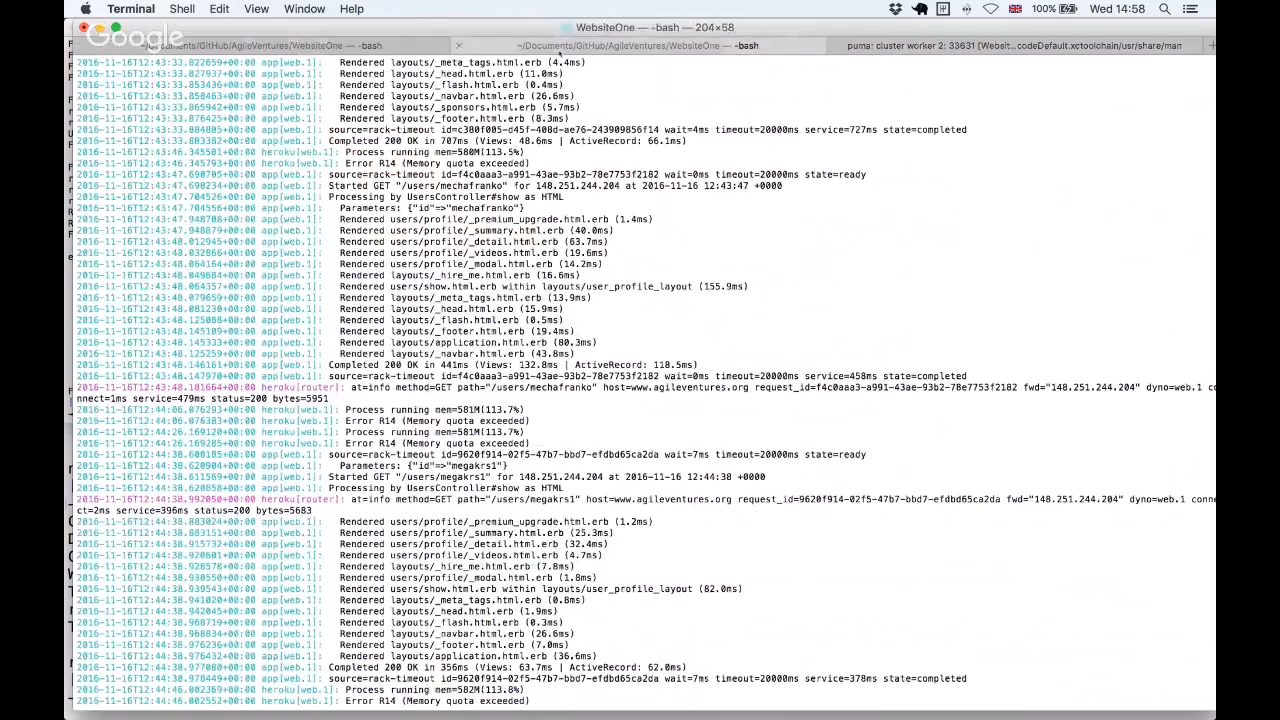 Terminal Shell Edit View Window Help 100% Wed 14:58
WebsiteOne — -bash — 204×58
Google
~/Documents/GitHub/AgileVentures/WebsiteOne — -bash ~/Documents/GitHub/AgileVentures/WebsiteOne — -bash puma: cluster worker 2: 33631 [Websit...codeDefault.xctoolchain/usr/share/man
2016-11-16T12:43:33.822659+00:00 app[web.1]: Rendered layouts/_meta_tags.html.erb (4.4ms)
2016-11-16T12:43:33.827937+00:00 app[web.1]: Rendered layouts/_head.html.erb (11.0ms)
2016-11-16T12:43:33.853436+00:00 app[web.1]: Rendered layouts/_flash.html.erb (0.4ms)
2016-11-16T12:43:33.858463+00:00 app[web.1]: Rendered layouts/_navbar.html.erb (26.6ms)
2016-11-16T12:43:33.865942+00:00 app[web.1]: Rendered layouts/_sponsors.html.erb (5.7ms)
2016-11-16T12:43:33.876425+00:00 app[web.1]: Rendered layouts/_footer.html.erb (8.3ms)
2016-11-16T12:43:33.884805+00:00 app[web.1]: source=rack-timeout id=c380f005-d45f-408d-ae76-243909856f14 wait=4ms timeout=20000ms service=727ms state=completed
2016-11-16T12:43:33.883382+00:00 app[web.1]: Completed 200 OK in 707ms (Views: 48.6ms | ActiveRecord: 66.1ms)
2016-11-16T12:43:46.345581+00:00 heroku[web.1]: Process running mem=580M(113.5%)
2016-11-16T12:43:46.345793+00:00 heroku[web.1]: Error R14 (Memory quota exceeded)
2016-11-16T12:43:47.690705+00:00 app[web.1]: source=rack-timeout id=f4c0aaa3-a991-43ae-93b2-78e7753f2182 wait=0ms timeout=20000ms state=ready
2016-11-16T12:43:47.698234+00:00 app[web.1]: Started GET "/users/mechafranko" for 148.251.244.204 at 2016-11-16 12:43:47 +0000
2016-11-16T12:43:47.704526+00:00 app[web.1]: Processing by UsersController#show as HTML
2016-11-16T12:43:47.704556+00:00 app[web.1]: Parameters: {"id"=>"mechafranko"}
2016-11-16T12:43:47.948708+00:00 app[web.1]: Rendered users/profile/_premium_upgrade.html.erb (1.4ms)
2016-11-16T12:43:47.948879+00:00 app[web.1]: Rendered users/profile/_summary.html.erb (40.0ms)
2016-11-16T12:43:48.012945+00:00 app[web.1]: Rendered users/profile/_detail.html.erb (63.7ms)
2016-11-16T12:43:48.032866+00:00 app[web.1]: Rendered users/profile/_videos.html.erb (19.6ms)
2016-11-16T12:43:48.064164+00:00 app[web.1]: Rendered users/profile/_modal.html.erb (14.2ms)
2016-11-16T12:43:48.049684+00:00 app[web.1]: Rendered layouts/_hire_me.html.erb (16.6ms)
2016-11-16T12:43:48.064357+00:00 app[web.1]: Rendered users/show.html.erb within layouts/user_profile_layout (155.9ms)
2016-11-16T12:43:48.079659+00:00 app[web.1]: Rendered layouts/_meta_tags.html.erb (13.9ms)
2016-11-16T12:43:48.081230+00:00 app[web.1]: Rendered layouts/_head.html.erb (15.9ms)
2016-11-16T12:43:48.125088+00:00 app[web.1]: Rendered layouts/_flash.html.erb (0.5ms)
2016-11-16T12:43:48.145109+00:00 app[web.1]: Rendered layouts/_footer.html.erb (19.4ms)
2016-11-16T12:43:48.145333+00:00 app[web.1]: Rendered layouts/application.html.erb (80.3ms)
2016-11-16T12:43:48.125259+00:00 app[web.1]: Rendered layouts/_navbar.html.erb (43.8ms)
2016-11-16T12:43:48.146161+00:00 app[web.1]: Completed 200 OK in 441ms (Views: 132.8ms | ActiveRecord: 118.5ms)
2016-11-16T12:43:48.147970+00:00 app[web.1]: source=rack-timeout id=f4c0aaa3-a991-43ae-93b2-78e7753f2182 wait=0ms timeout=20000ms service=458ms state=completed
2016-11-16T12:43:48.181664+00:00 heroku[router]: at=info method=GET path="/users/mechafranko" host=www.agileventures.org request_id=f4c0aaa3-a991-43ae-93b2-78e7753f2182 fwd="148.251.244.204" dyno=web.1 co
nnect=1ms service=479ms status=200 bytes=5951
2016-11-16T12:44:06.076293+00:00 heroku[web.1]: Process running mem=581M(113.7%)
2016-11-16T12:44:06.076383+00:00 heroku[web.1]: Error R14 (Memory quota exceeded)
2016-11-16T12:44:26.169120+00:00 heroku[web.1]: Process running mem=581M(113.7%)
2016-11-16T12:44:26.169285+00:00 heroku[web.1]: Error R14 (Memory quota exceeded)
2016-11-16T12:44:38.600185+00:00 app[web.1]: source=rack-timeout id=9620f914-02f5-47b7-bbd7-efdbd65ca2da wait=7ms timeout=20000ms state=ready
2016-11-16T12:44:38.620904+00:00 app[web.1]: Parameters: {"id"=>"megakrs1"}
2016-11-16T12:44:38.611569+00:00 app[web.1]: Started GET "/users/megakrs1" for 148.251.244.204 at 2016-11-16 12:44:38 +0000
2016-11-16T12:44:38.620858+00:00 app[web.1]: Processing by UsersController#show as HTML
2016-11-16T12:44:38.992050+00:00 heroku[router]: at=info method=GET path="/users/megakrs1" host=www.agileventures.org request_id=9620f914-02f5-47b7-bbd7-efdbd65ca2da fwd="148.251.244.204" dyno=web.1 conne
ct=2ms service=396ms status=200 bytes=5683
2016-11-16T12:44:38.883024+00:00 app[web.1]: Rendered users/profile/_premium_upgrade.html.erb (1.2ms)
2016-11-16T12:44:38.883151+00:00 app[web.1]: Rendered users/profile/_summary.html.erb (25.3ms)
2016-11-16T12:44:38.915732+00:00 app[web.1]: Rendered users/profile/_detail.html.erb (32.4ms)
2016-11-16T12:44:38.920601+00:00 app[web.1]: Rendered users/profile/_videos.html.erb (4.7ms)
2016-11-16T12:44:38.928578+00:00 app[web.1]: Rendered layouts/_hire_me.html.erb (7.8ms)
2016-11-16T12:44:38.930550+00:00 app[web.1]: Rendered users/profile/_modal.html.erb (1.8ms)
2016-11-16T12:44:38.939543+00:00 app[web.1]: Rendered users/show.html.erb within layouts/user_profile_layout (82.0ms)
2016-11-16T12:44:38.941020+00:00 app[web.1]: Rendered layouts/_meta_tags.html.erb (0.8ms)
2016-11-16T12:44:38.942045+00:00 app[web.1]: Rendered layouts/_head.html.erb (1.9ms)
2016-11-16T12:44:38.968719+00:00 app[web.1]: Rendered layouts/_flash.html.erb (0.3ms)
2016-11-16T12:44:38.968834+00:00 app[web.1]: Rendered layouts/_navbar.html.erb (26.6ms)
2016-11-16T12:44:38.976236+00:00 app[web.1]: Rendered layouts/_footer.html.erb (7.0ms)
2016-11-16T12:44:38.976432+00:00 app[web.1]: Rendered layouts/application.html.erb (36.6ms)
2016-11-16T12:44:38.977080+00:00 app[web.1]: Completed 200 OK in 356ms (Views: 63.7ms | ActiveRecord: 62.0ms)
2016-11-16T12:44:38.978449+00:00 app[web.1]: source=rack-timeout id=9620f914-02f5-47b7-bbd7-efdbd65ca2da wait=7ms timeout=20000ms service=378ms state=completed
2016-11-16T12:44:46.002369+00:00 heroku[web.1]: Process running mem=582M(113.8%)
2016-11-16T12:44:46.002552+00:00 heroku[web.1]: Error R14 (Memory quota exceeded)